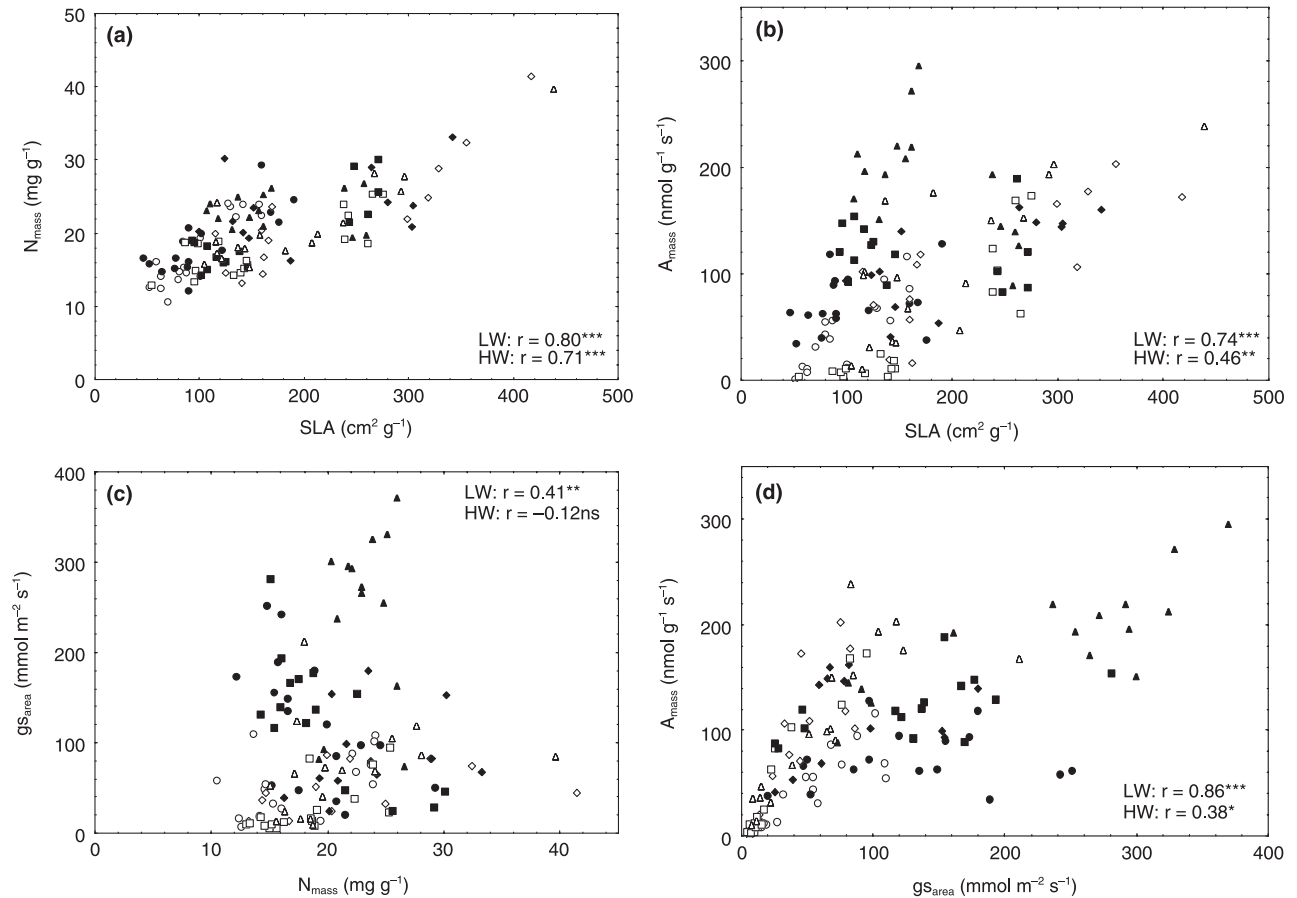 (a)
50
40
30
20
10
0
N_mass (mg g⁻¹)
LW: r = 0.80***
HW: r = 0.71***
0 100 200 300 400 500
SLA (cm² g⁻¹)
(b)
300
200
100
0
A_mass (nmol g⁻¹ s⁻¹)
LW: r = 0.74***
HW: r = 0.46**
0 100 200 300 400 500
SLA (cm² g⁻¹)
(c)
400
300
200
100
0
gs_area (mmol m⁻² s⁻¹)
LW: r = 0.41**
HW: r = −0.12ns
0 10 20 30 40
N_mass (mg g⁻¹)
(d)
300
200
100
0
A_mass (nmol g⁻¹ s⁻¹)
LW: r = 0.86***
HW: r = 0.38*
0 100 200 300 400
gs_area (mmol m⁻² s⁻¹)